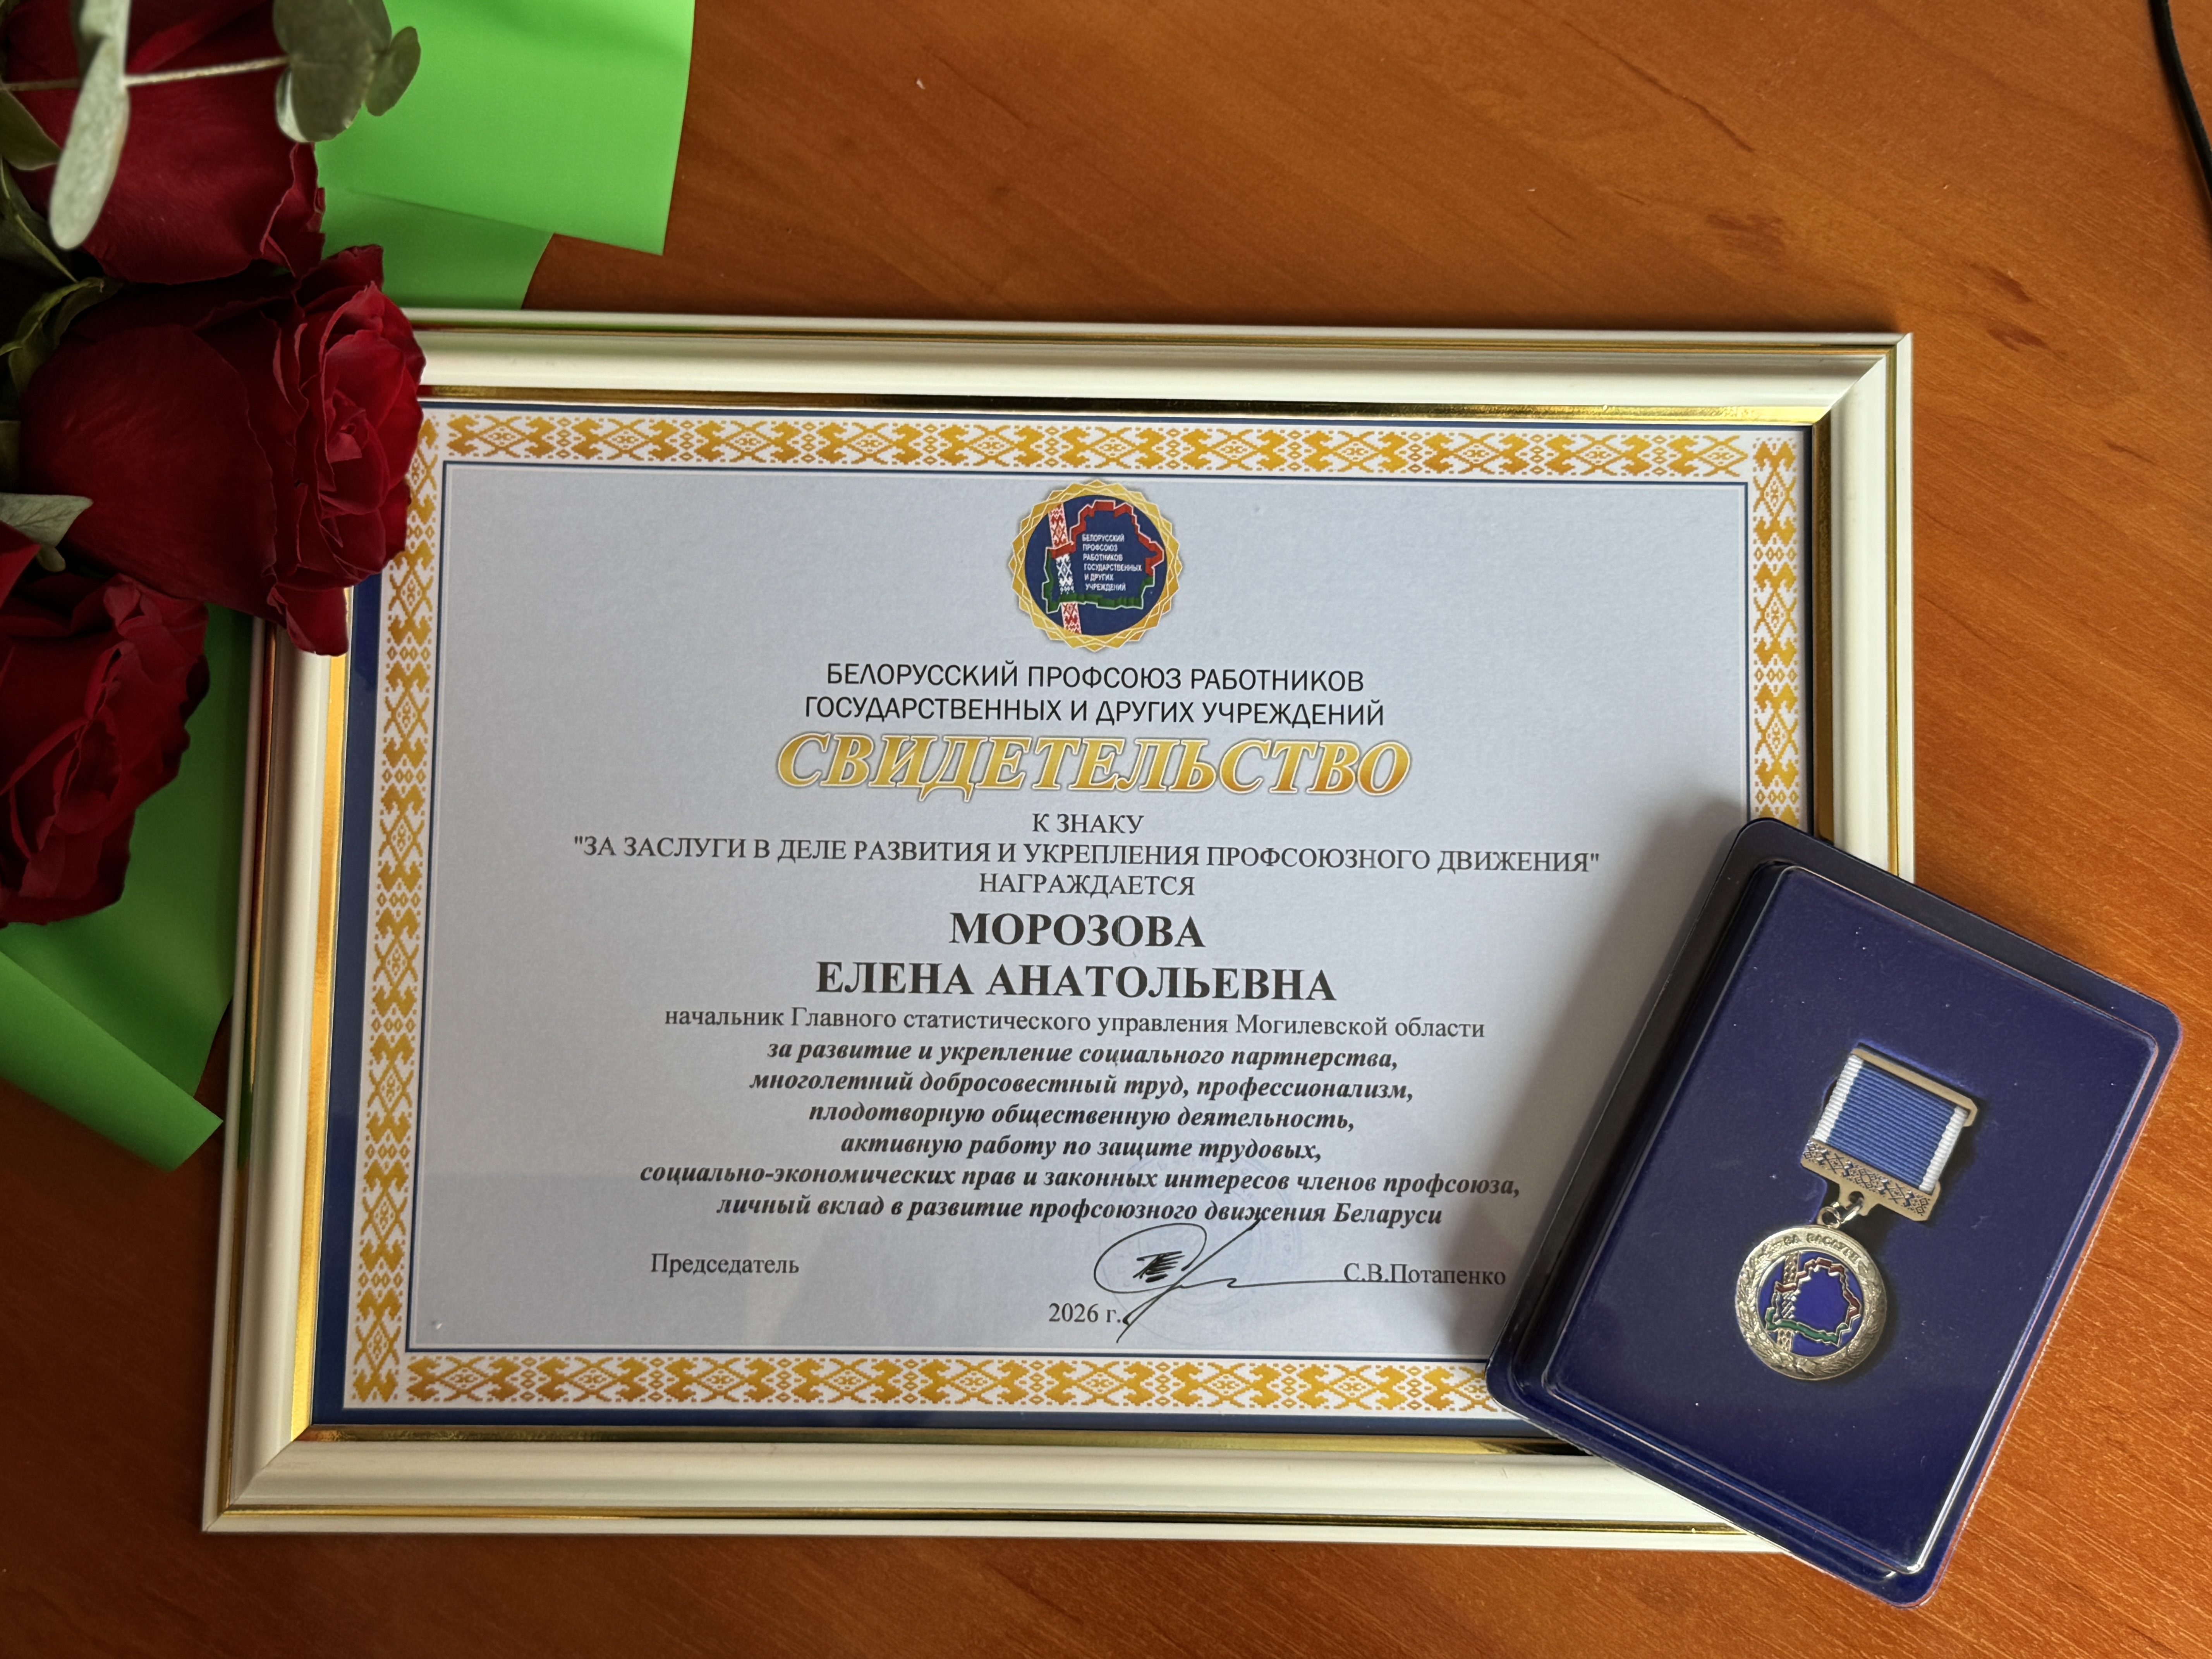 БЕЛОРУССКИЙ
ПРОФСОЮЗ
РАБОТНИКОВ
ГОСУДАРСТВЕННЫХ
И ДРУГИХ
УЧРЕЖДЕНИЙ
БЕЛОРУССКИЙ ПРОФСОЮЗ РАБОТНИКОВ
ГОСУДАРСТВЕННЫХ И ДРУГИХ УЧРЕЖДЕНИЙ
СВИДЕТЕЛЬСТВО
К ЗНАКУ
"ЗА ЗАСЛУГИ В ДЕЛЕ РАЗВИТИЯ И УКРЕПЛЕНИЯ ПРОФСОЮЗНОГО ДВИЖЕНИЯ"
НАГРАЖДАЕТСЯ
МОРОЗОВА
ЕЛЕНА АНАТОЛЬЕВНА
начальник Главного статистического управления Могилевской области
за развитие и укрепление социального партнерства,
многолетний добросовестный труд, профессионализм,
плодотворную общественную деятельность,
активную работу по защите трудовых,
социально-экономических прав и законных интересов членов профсоюза,
личный вклад в развитие профсоюзного движения Беларуси
Председатель
С.В.Потапенко
2026 г.
ЗА ЗАСЛУГИ